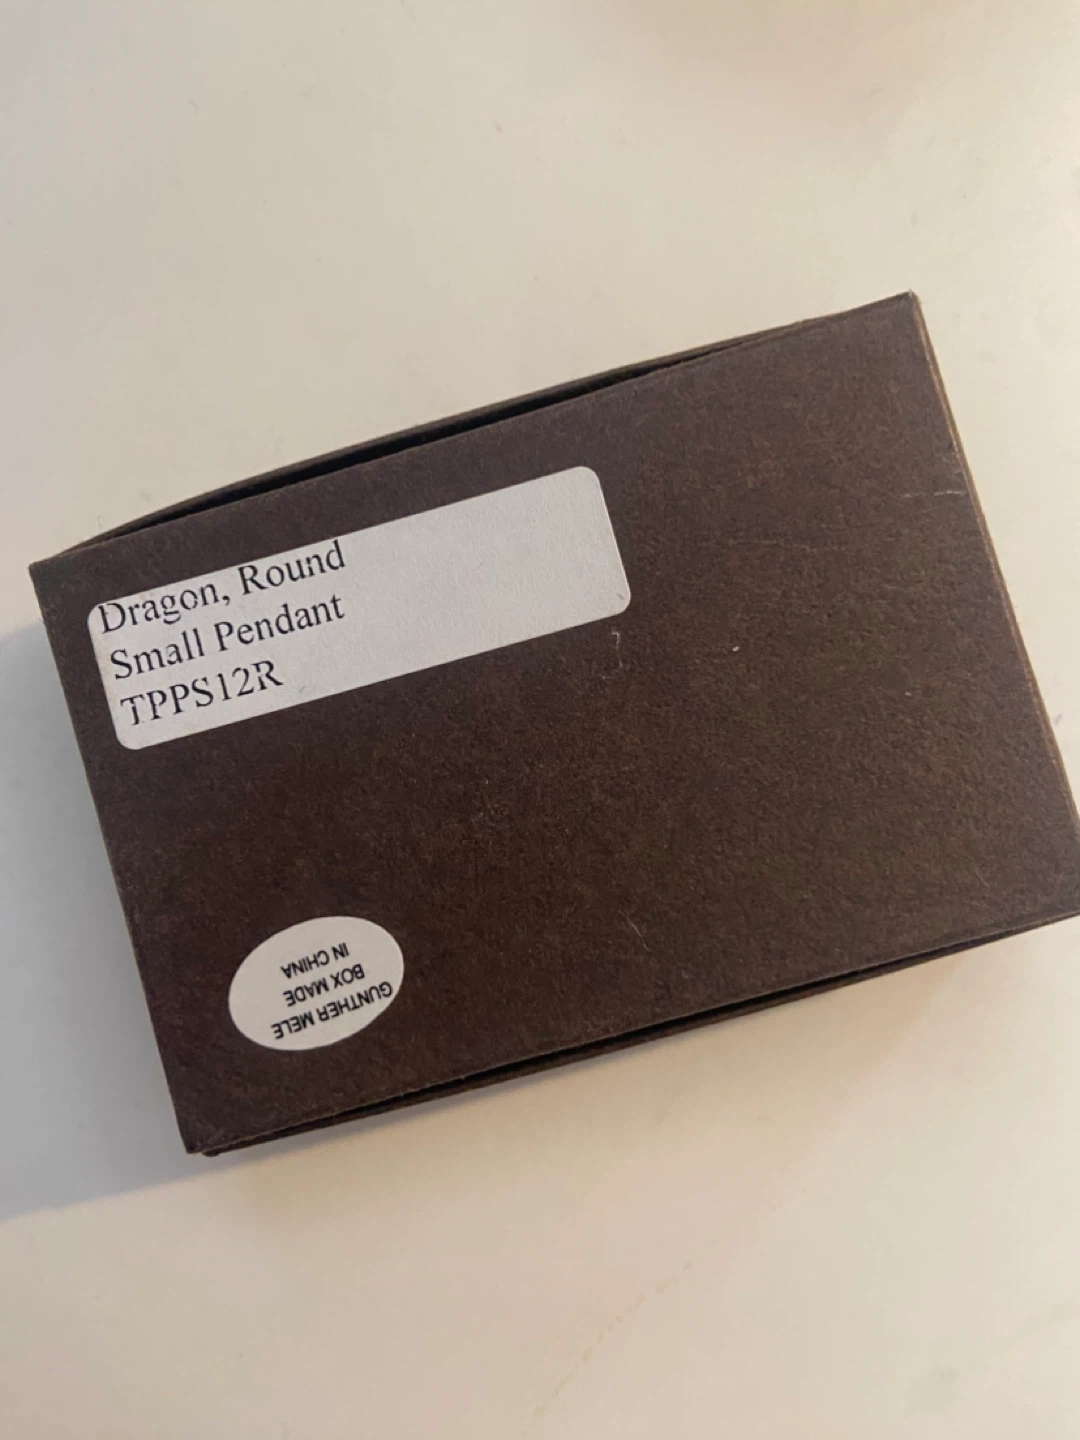 Dragon, Round
Small Pendant
TPPS12R
GUNTHER MELE
BOX MADE
IN CHINA